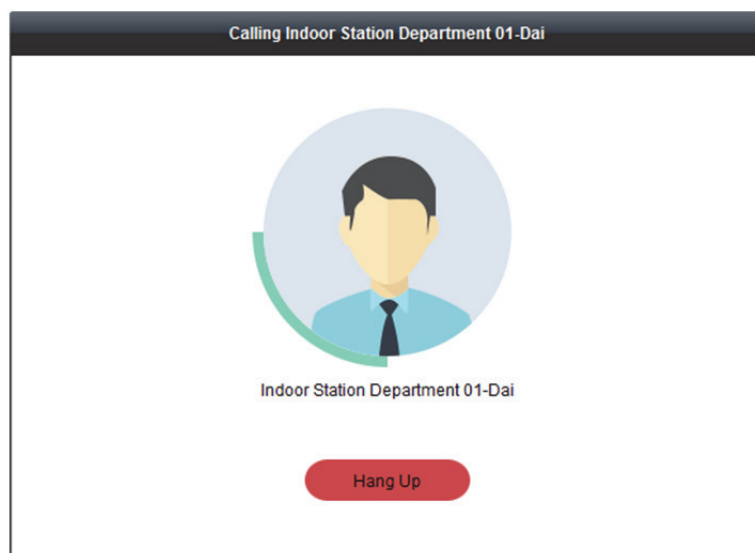 Calling Indoor Station Department 01-Dai
Indoor Station Department 01-Dai
Hang Up